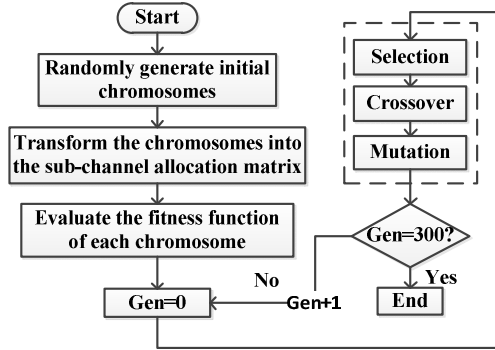 Start
Randomly generate initial
chromosomes
Transform the chromosomes into
the sub-channel allocation matrix
Evaluate the fitness function
of each chromosome
Gen=0
Selection
Crossover
Mutation
Gen=300?
No
Gen+1
Yes
End